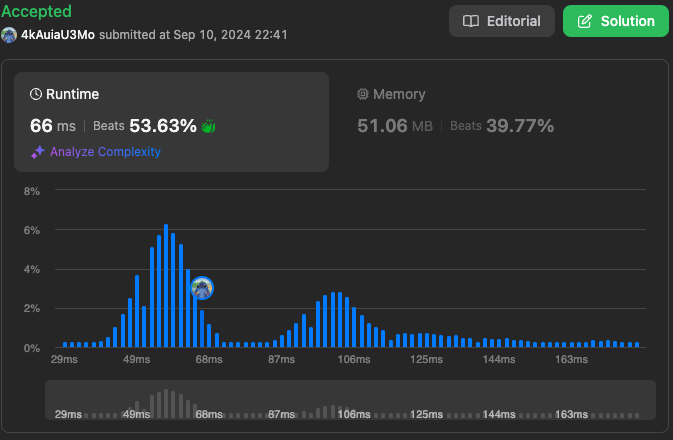 Accepted
4kAuiaU3Mo submitted at Sep 10, 2024 22:41
Editorial
Solution
Runtime
66 ms | Beats 53.63%
Analyze Complexity
Memory
51.06 MB | Beats 39.77%
8%
6%
4%
2%
0%
29ms 49ms 68ms 87ms 106ms 125ms 144ms 163ms
29ms 49ms 68ms 87ms 106ms 125ms 144ms 163ms